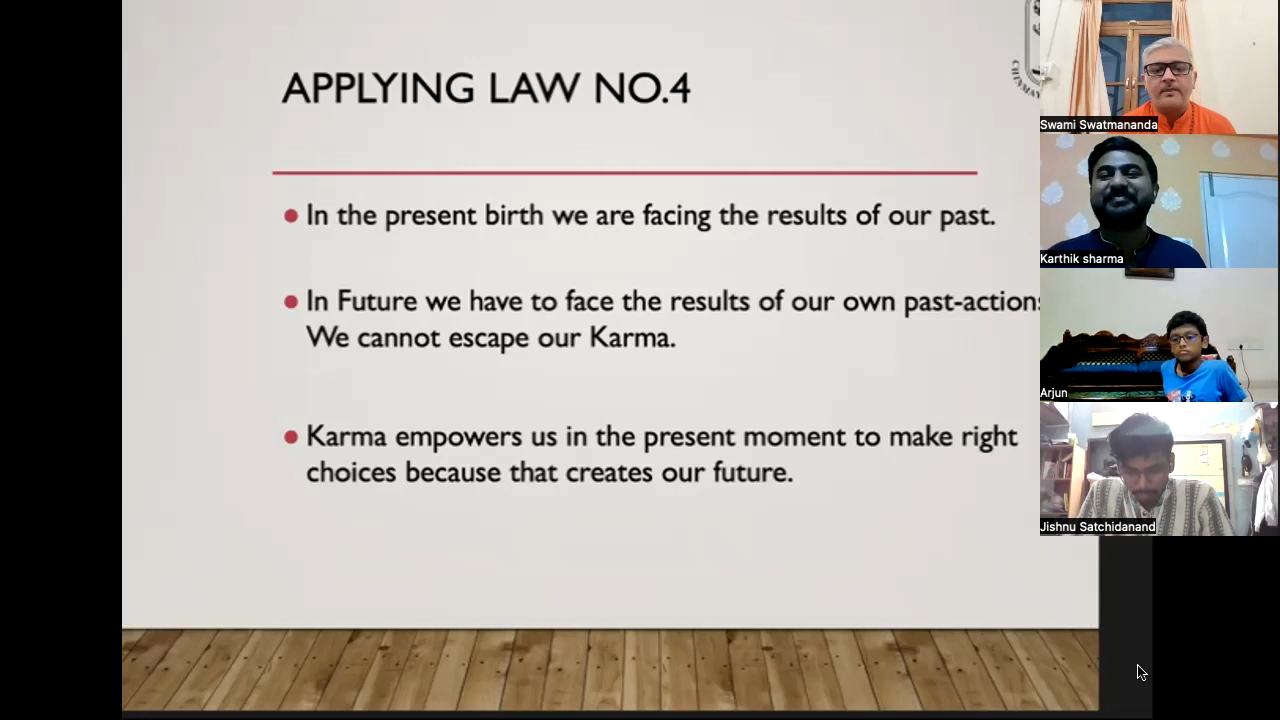 APPLYING LAW NO.4
In the present birth we are facing the results of our past.
In Future we have to face the results of our own
We cannot escape our Karma.
Karma empowers us in the present moment to make right
choices because that creates our future.
Swami Swatmananda
Karthik sharma
Arjun
Jishnu Satchidanand